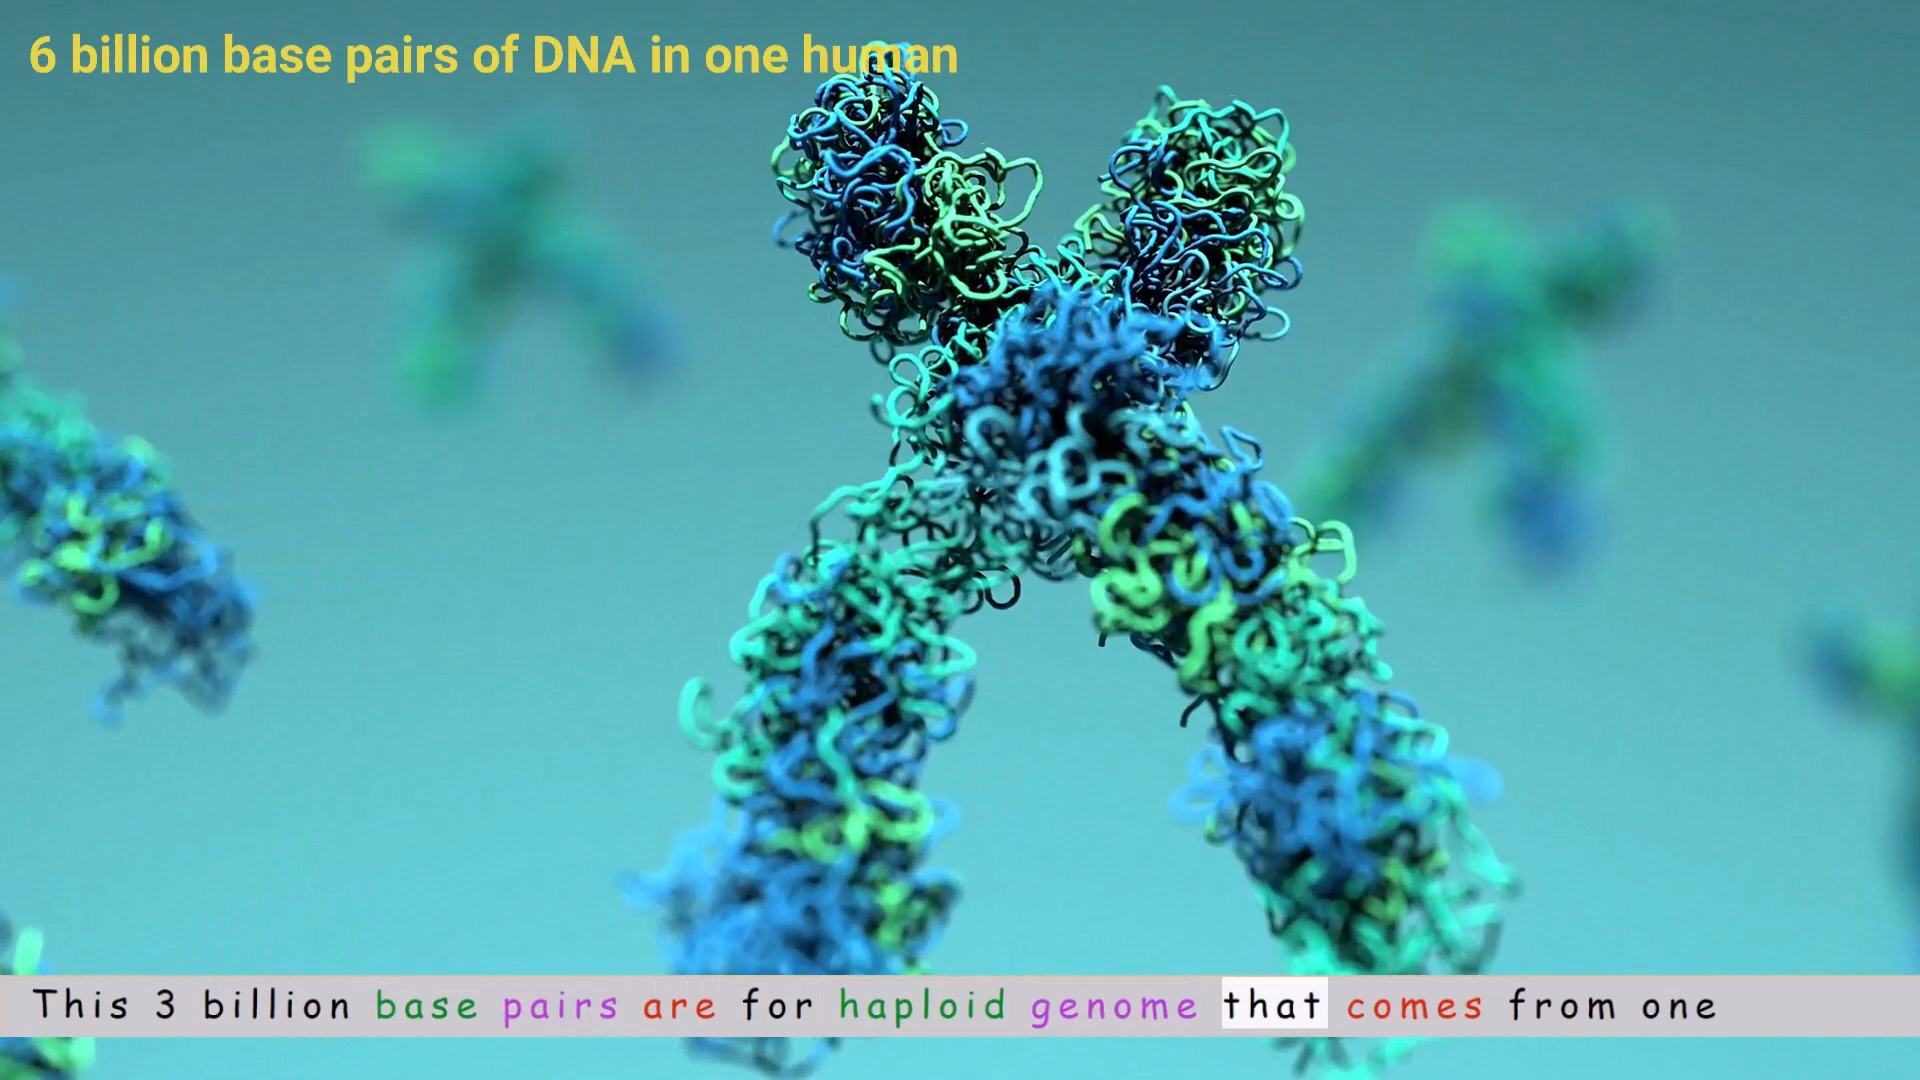 6 billion base pairs of DNA in one human
This 3 billion base pairs are for haploid genome that comes from one